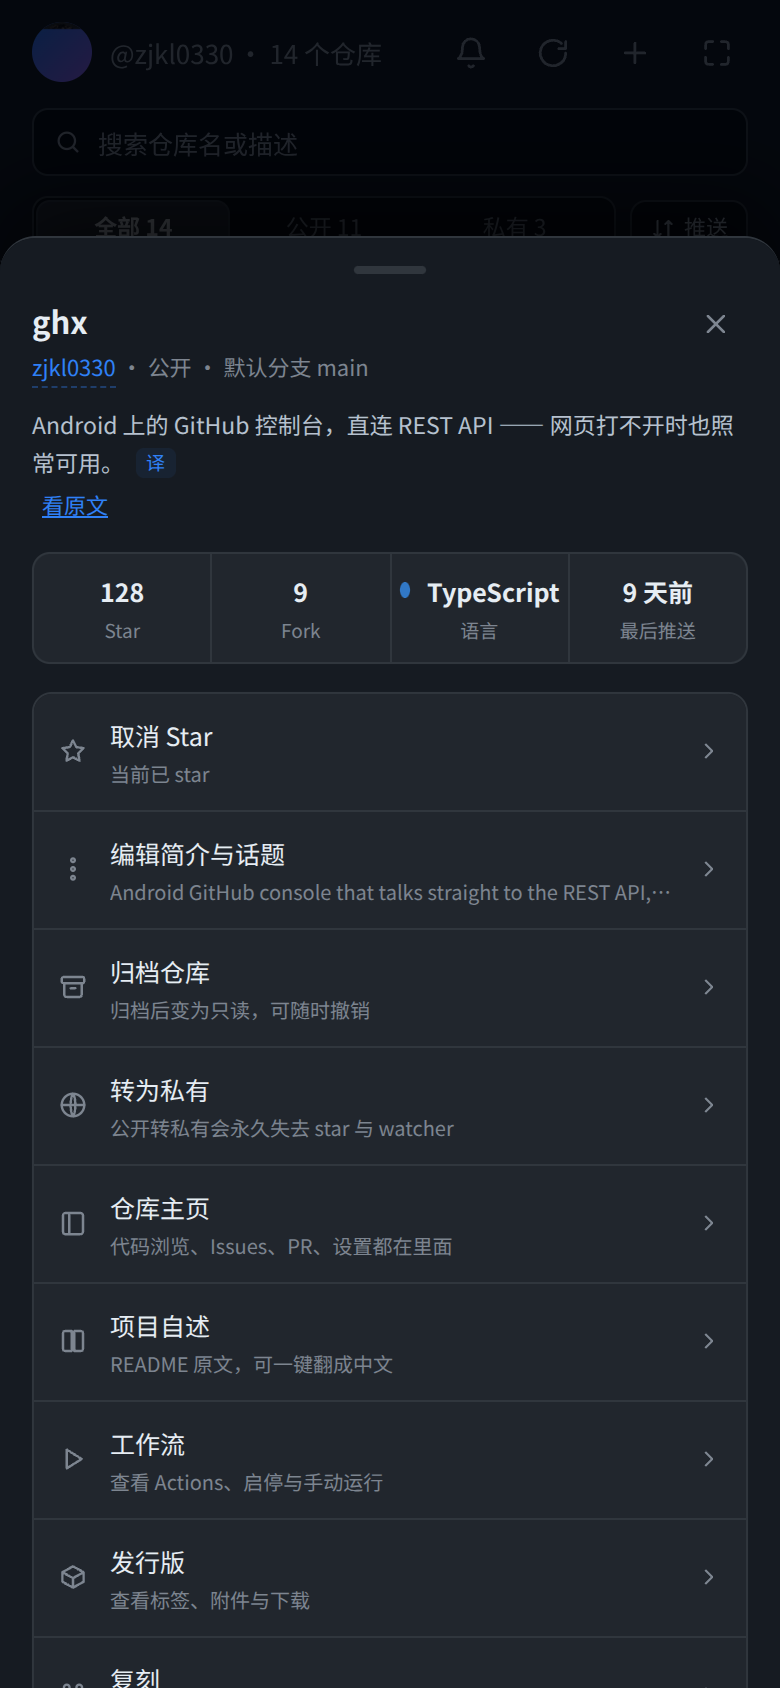 @zjkl0330 · 14 个仓库
搜索仓库名或描述
全部 14
公开 11
私有 3
推送
ghx
zjkl0330 · 公开 · 默认分支 main
Android 上的 GitHub 控制台，直连 REST API —— 网页打不开时也照
常可用。 译
看原文
128
Star
9
Fork
TypeScript
语言
9 天前
最后推送
取消 Star
当前已 star
编辑简介与话题
Android GitHub console that talks straight to the REST API,…
归档仓库
归档后变为只读，可随时撤销
转为私有
公开转私有会永久失去 star 与 watcher
仓库主页
代码浏览、Issues、PR、设置都在里面
项目自述
README 原文，可一键翻成中文
工作流
查看 Actions、启停与手动运行
发行版
查看标签、附件与下载
复刻